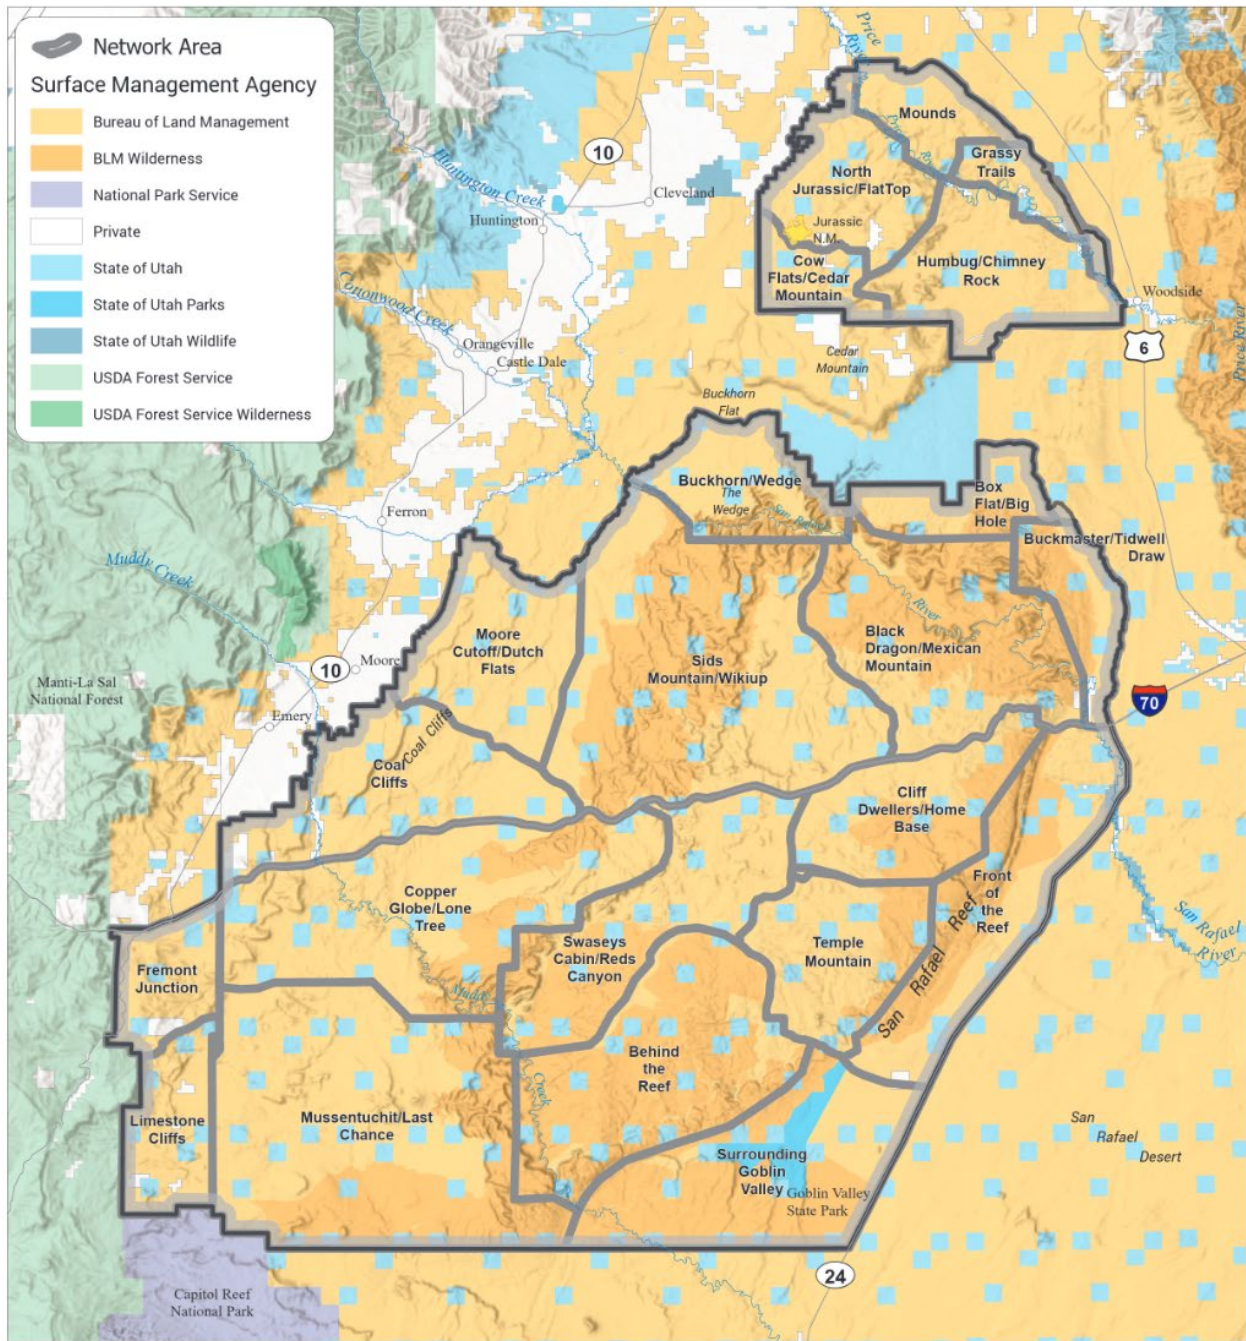 Network Area
Surface Management Agency
Bureau of Land Management
BLM Wilderness
National Park Service
Private
State of Utah
State of Utah Parks
State of Utah Wildlife
USDA Forest Service
USDA Forest Service Wilderness
Price
River
10
Huntington Creek
Cleveland
Huntington
Cottonwood Creek
Orangeville
Castle Dale
Mounds
Grassy
Trails
North
Jurassic/FlatTop
Jurassic
N.M.
Cow
Flats/Cedar
Mountain
Humbug/Chimney
Rock
Woodside
6
Price River
Cedar
Mountain
Buckhorn
Flat
Buckhorn/Wedge
The
Wedge
San Rafael
River
Box
Flat/Big
Hole
Buckmaster/Tidwell
Draw
Ferron
Muddy Creek
Moore
10
Manti-La Sal
National Forest
Emery
Moore
Cutoff/Dutch
Flats
Sids
Mountain/Wikiup
Black
Dragon/Mexican
Mountain
70
Coal Cliffs
Coal
Cliffs
Cliff
Dwellers/Home
Base
Copper
Globe/Lone
Tree
Front
of
the
Reef
San Rafael Reef
San Rafael
River
Swaseys
Cabin/Reds
Canyon
Temple
Mountain
Fremont
Junction
Muddy
Creek
Behind
the
Reef
Limestone
Cliffs
Mussentuchit/Last
Chance
Surrounding
Goblin
Valley
Goblin Valley
State Park
San
Rafael
Desert
24
Capitol Reef
National Park